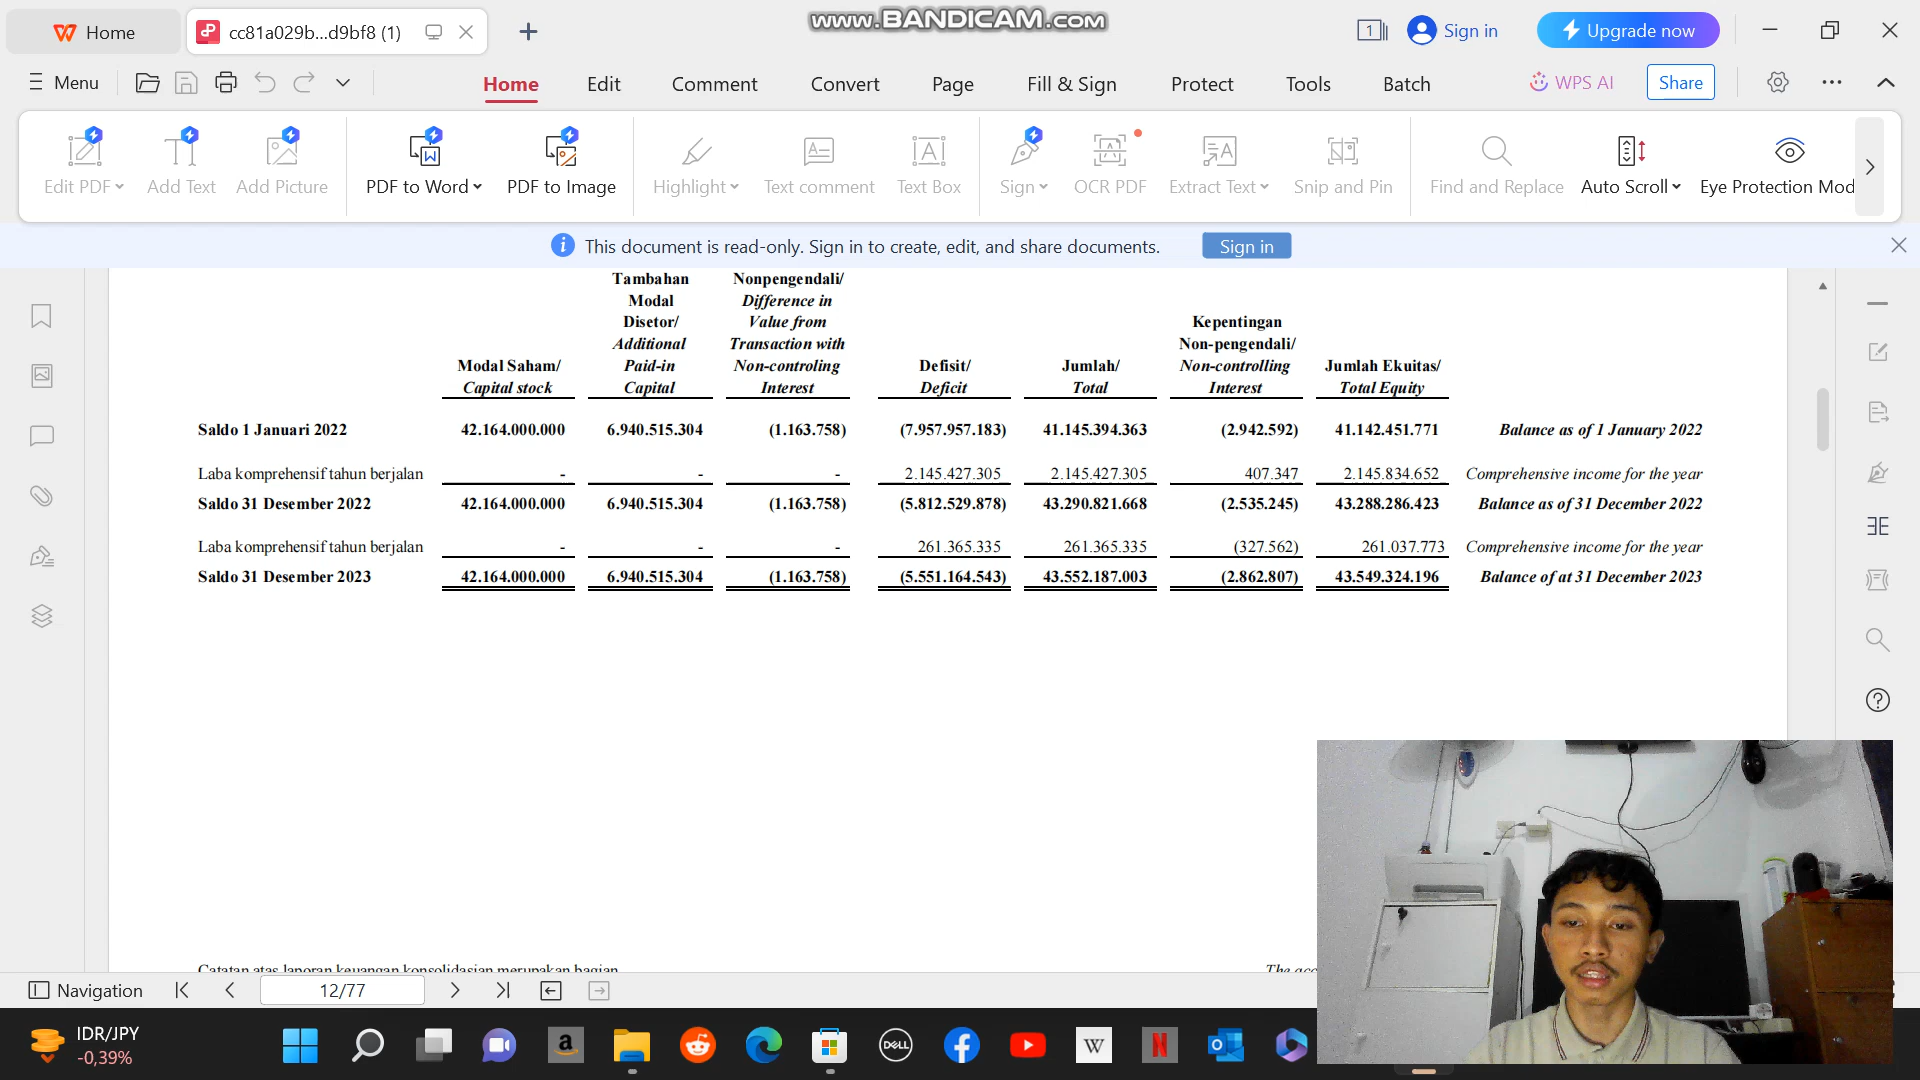 Home
cc81a029b...d9bf8 (1)
www.BANDICAM.com
1
Sign in
Upgrade now
Menu
Home
Edit
Comment
Convert
Page
Fill & Sign
Protect
Tools
Batch
WPS AI
Share
Edit PDF
Add Text
Add Picture
PDF to Word
PDF to Image
Highlight
Text comment
Text Box
Sign
OCR PDF
Extract Text
Snip and Pin
Find and Replace
Auto Scroll
Eye Protection Mod
This document is read-only. Sign in to create, edit, and share documents.
Sign in
Tambahan
Modal
Disetor/
Additional
Paid-in
Capital
Nonpengendali/
Difference in
Value from
Transaction with
Non-controling
Interest
Kepentingan
Non-pengendali/
Non-controlling
Interest
Modal Saham/
Capital stock
Defisit/
Deficit
Jumlah/
Total
Jumlah Ekuitas/
Total Equity
Saldo 1 Januari 2022 42.164.000.000 6.940.515.304 (1.163.758) (7.957.957.183) 41.145.394.363 (2.942.592) 41.142.451.771 Balance as of 1 January 2022
Laba komprehensif tahun berjalan - - - 2.145.427.305 2.145.427.305 407.347 2.145.834.652 Comprehensive income for the year
Saldo 31 Desember 2022 42.164.000.000 6.940.515.304 (1.163.758) (5.812.529.878) 43.290.821.668 (2.535.245) 43.288.286.423 Balance as of 31 December 2022
Laba komprehensif tahun berjalan - - - 261.365.335 261.365.335 (327.562) 261.037.773 Comprehensive income for the year
Saldo 31 Desember 2023 42.164.000.000 6.940.515.304 (1.163.758) (5.551.164.543) 43.552.187.003 (2.862.807) 43.549.324.196 Balance of at 31 December 2023
Catatan atas laporan keuangan konsolidasian merupakan bagian
The acc
Navigation
12/77
IDR/JPY
-0,39%
a
DELL
W
N